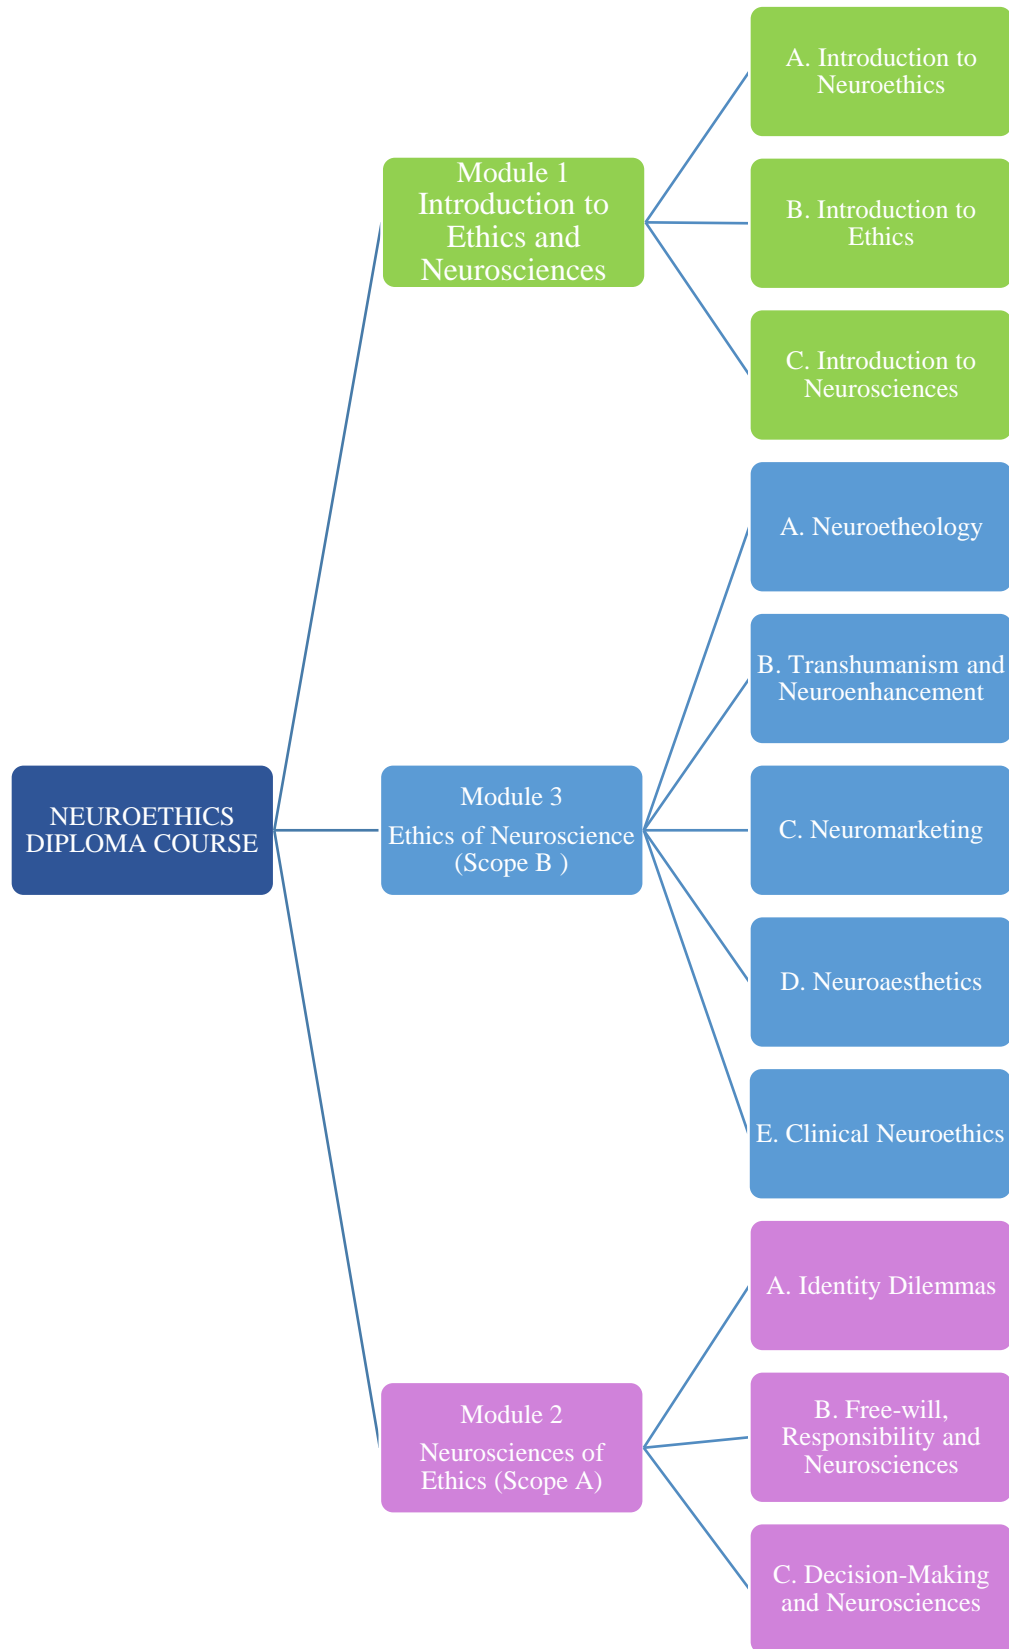 NEUROETHICS
DIPLOMA COURSE
Module 1
Introduction to
Ethics and
Neurosciences
A. Introduction to
Neuroethics
B. Introduction to
Ethics
C. Introduction to
Neurosciences
Module 3
Ethics of Neuroscience
(Scope B )
A. Neuroetheology
B. Transhumanism and
Neuroenhancement
C. Neuromarketing
D. Neuroaesthetics
E. Clinical Neuroethics
Module 2
Neurosciences of
Ethics (Scope A)
A. Identity Dilemmas
B. Free-will,
Responsibility and
Neurosciences
C. Decision-Making
and Neurosciences